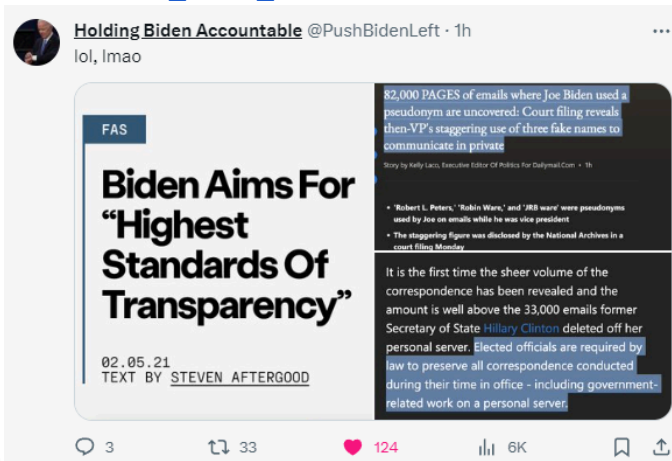 Holding Biden Accountable @PushBidenLeft · 1h
lol, lmao
FAS
Biden Aims For
“Highest
Standards Of
Transparency”
02.05.21
TEXT BY STEVEN AFTERGOOD
82,000 PAGES of emails where Joe Biden used a
pseudonym are uncovered: Court filing reveals
then-VP's staggering use of three fake names to
communicate in private
Story by Kelly Laco, Executive Editor Of Politics For Dailymail.Com • 1h
• 'Robert L. Peters,' 'Robin Ware,' and 'JRB ware' were pseudonyms
used by Joe on emails while he was vice president
• The staggering figure was disclosed by the National Archives in a
court filing Monday
It is the first time the sheer volume of the
correspondence has been revealed and the
amount is well above the 33,000 emails former
Secretary of State Hillary Clinton deleted off her
personal server. Elected officials are required by
law to preserve all correspondence conducted
during their time in office - including government-
related work on a personal server.
3 33 124 6K